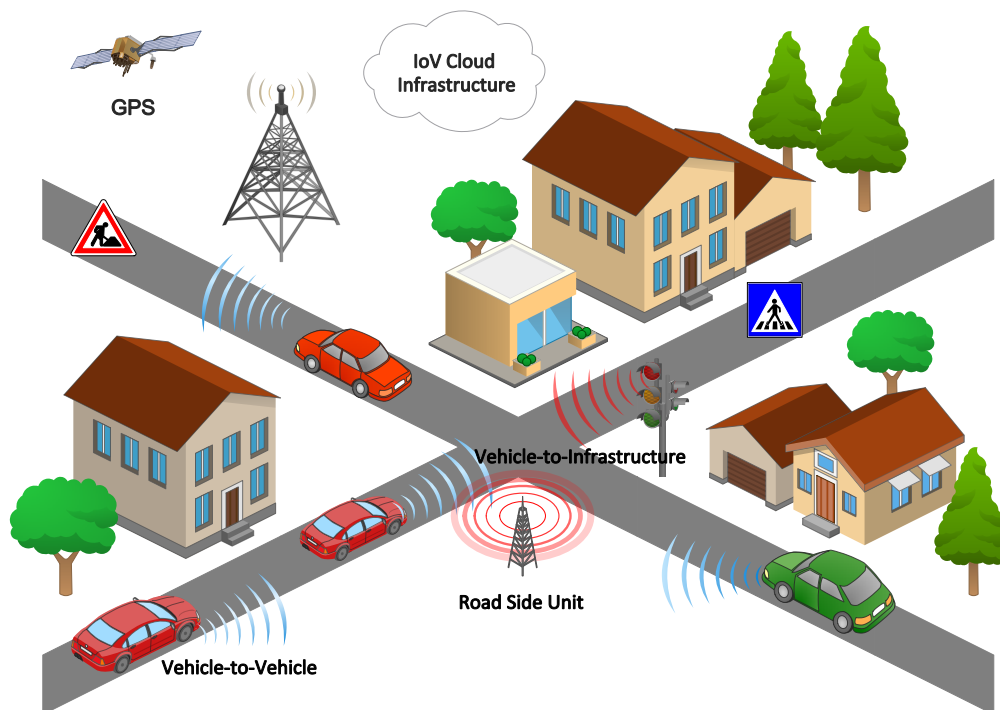 IoV Cloud
Infrastructure
GPS
Vehicle-to-Infrastructure
Road Side Unit
Vehicle-to-Vehicle